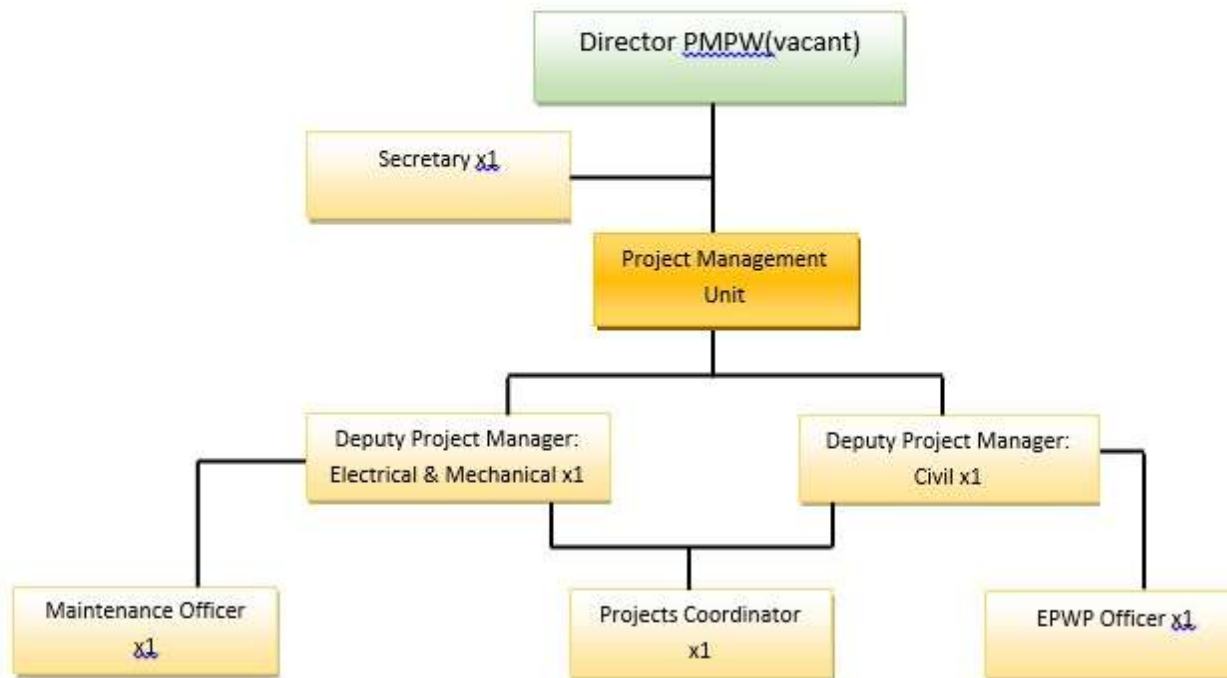 Director PMPW(vacant)
Secretary x1
Project Management
Unit
Deputy Project Manager:
Electrical & Mechanical x1
Deputy Project Manager:
Civil x1
Maintenance Officer
x1
Projects Coordinator
x1
EPWP Officer x1